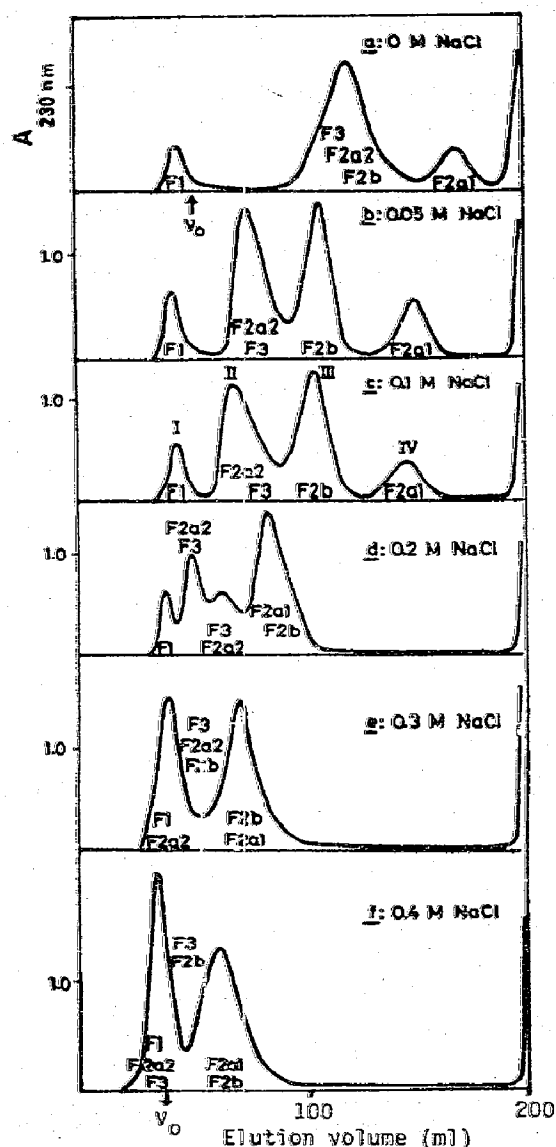 a: 0 M NaCl
A 230 nm
F3
F2a2
F2b
F1
F2a1
V0
b: 0.05 M NaCl
1.0
F2a2
F1 F3 F2b F2a1
II III c: 0.1 M NaCl
1.0
I IV
F2a2
F1 F3 F2b F2a1
F2a2
F3
d: 0.2 M NaCl
1.0
F2a1
F3 F2b
F1 F2a2
F3
e: 0.3 M NaCl
F2a2
1.0
F2b
F1 F2b
F2a2 F2a1
f: 0.4 M NaCl
F3
F2b
1.0
F1
F2a2 F2a1
F3 F2b
V0
100 200
Elution volume (ml)